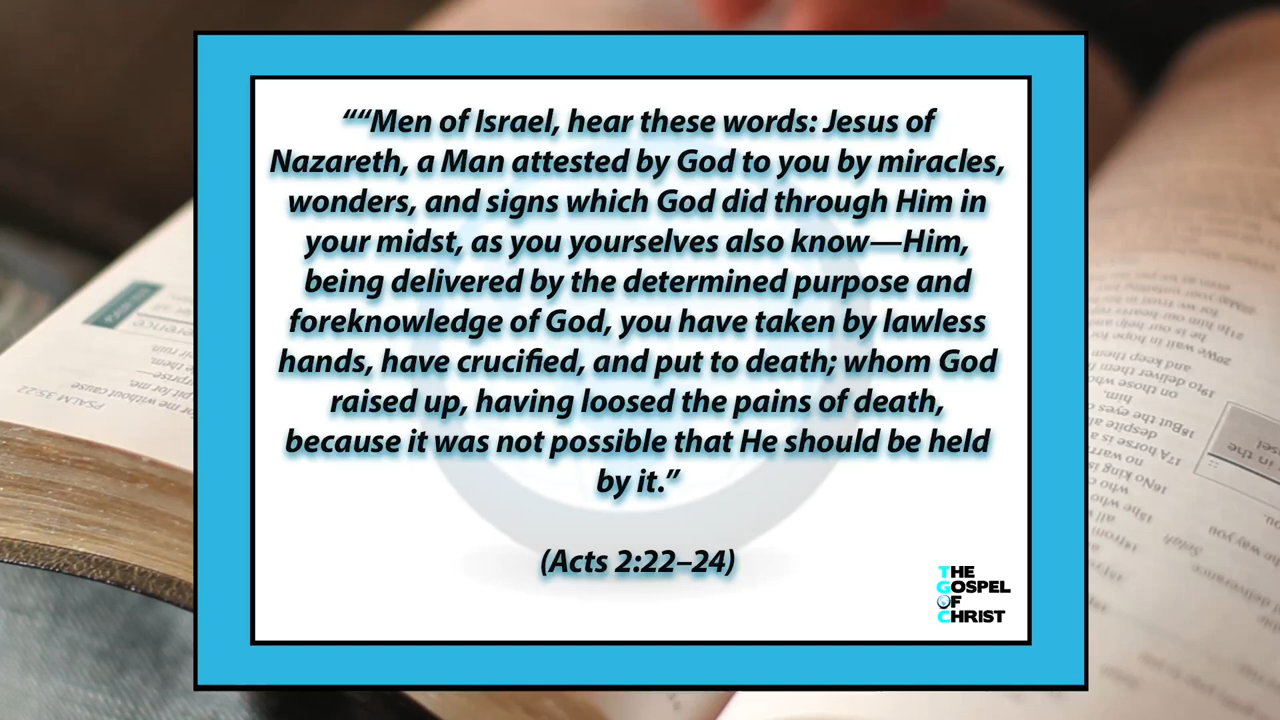 ““Men of Israel, hear these words: Jesus of
Nazareth, a Man attested by God to you by miracles,
wonders, and signs which God did through Him in
your midst, as you yourselves also know—Him,
being delivered by the determined purpose and
foreknowledge of God, you have taken by lawless
hands, have crucified, and put to death; whom God
raised up, having loosed the pains of death,
because it was not possible that He should be held
by it.”
(Acts 2:22–24)
THE
GOSPEL
OF
CHRIST
PSALM 35:22